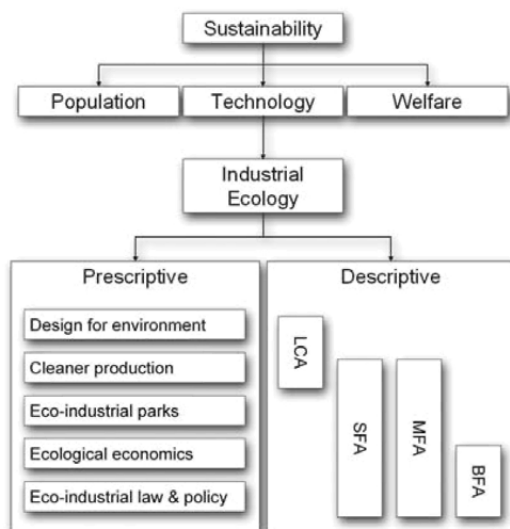 Sustainability
Population
Technology
Welfare
Industrial
Ecology
Prescriptive
Descriptive
Design for environment
Cleaner production
Eco-industrial parks
Ecological economics
Eco-industrial law & policy
LCA
SFA
MFA
BFA